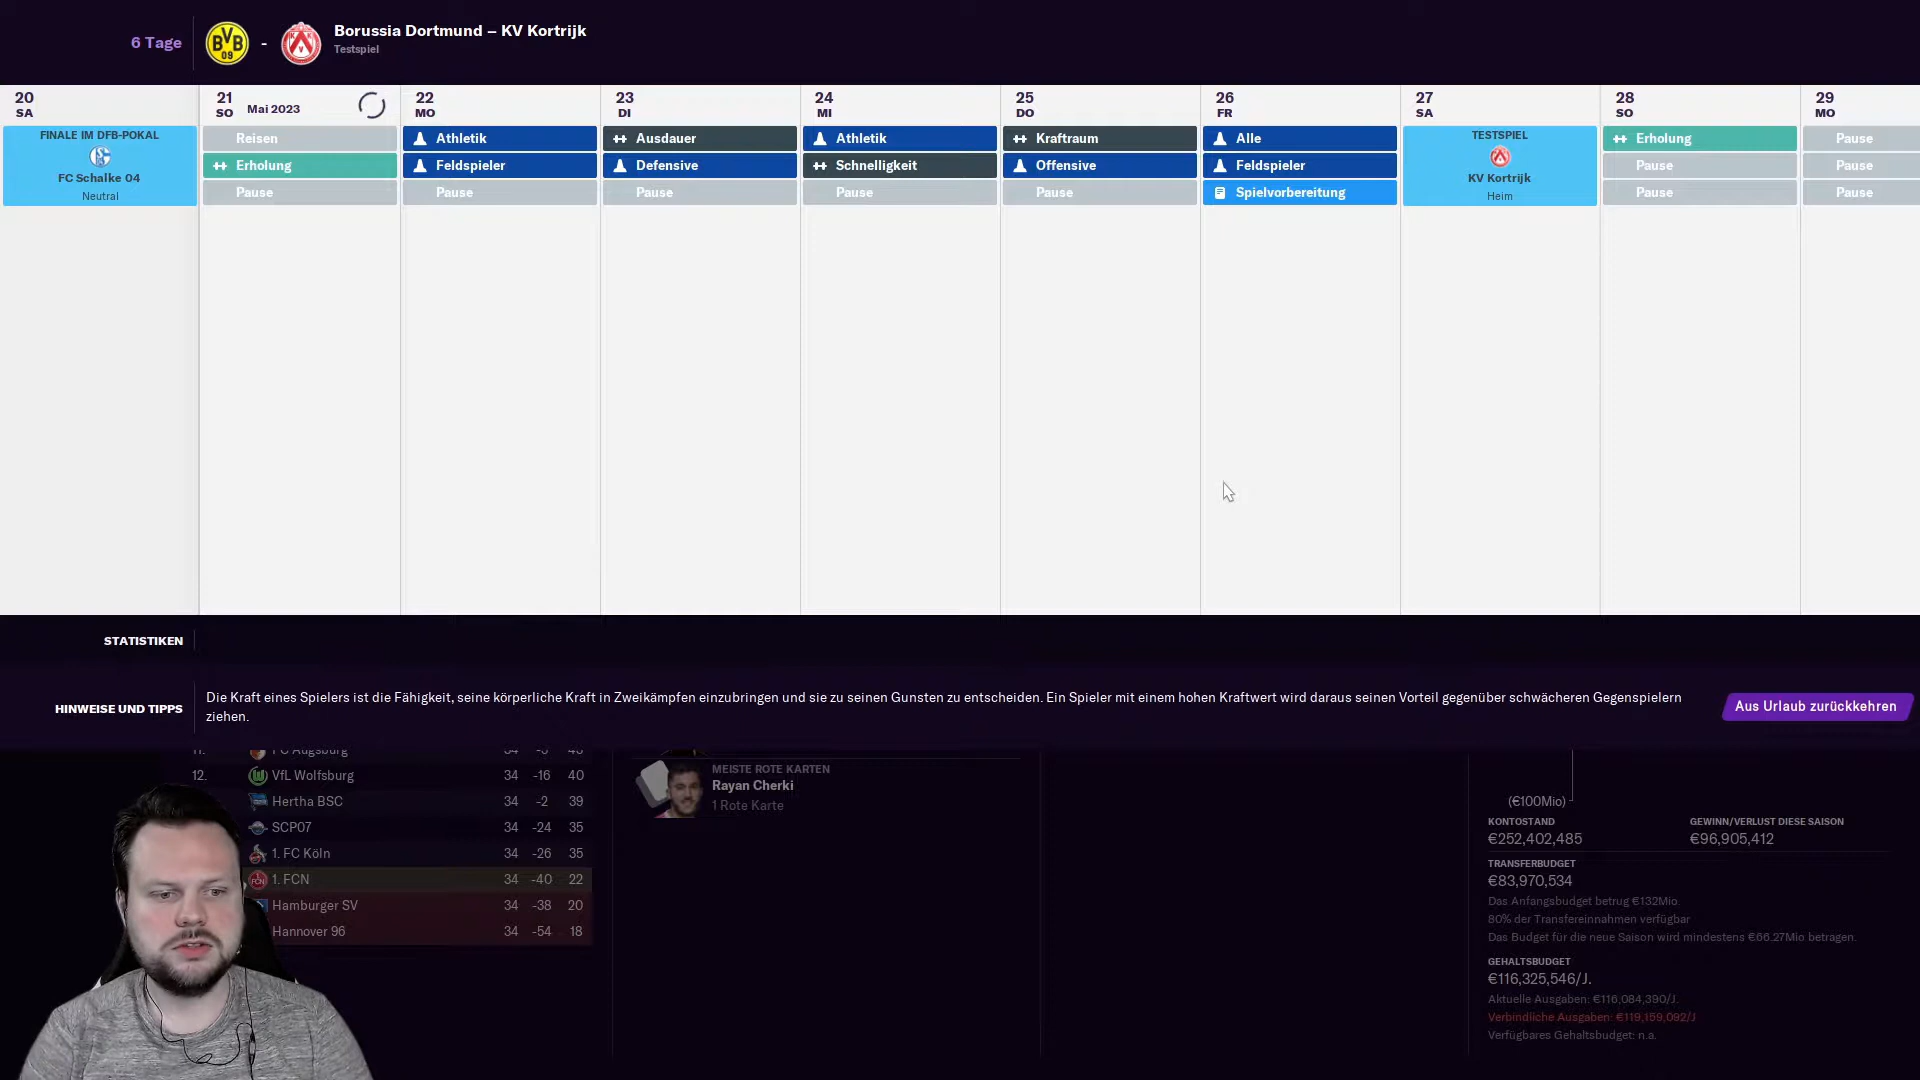 6 Tage
Borussia Dortmund – KV Kortrijk
Testspiel
20 SA
21 SO Mai 2023
22 MO
23 DI
24 MI
25 DO
26 FR
27 SA
28 SO
29 MO
FINALE IM DFB-POKAL
FC Schalke 04
Neutral
Reisen
Erholung
Pause
Athletik
Feldspieler
Pause
Ausdauer
Defensive
Pause
Athletik
Schnelligkeit
Pause
Kraftraum
Offensive
Pause
Alle
Feldspieler
Spielvorbereitung
TESTSPIEL
KV Kortrijk
Heim
Erholung
Pause
Pause
Pause
Pause
Pause
STATISTIKEN
HINWEISE UND TIPPS
Die Kraft eines Spielers ist die Fähigkeit, seine körperliche Kraft in Zweikämpfen einzubringen und sie zu seinen Gunsten zu entscheiden. Ein Spieler mit einem hohen Kraftwert wird daraus seinen Vorteil gegenüber schwächeren Gegenspielern
ziehen.
Aus Urlaub zurückkehren
FC Augsburg
12. VfL Wolfsburg 34 -16 40
Hertha BSC 34 -2 39
SCP07 34 -24 35
1. FC Köln 34 -26 35
1. FCN 34 -40 22
Hamburger SV 34 -38 20
Hannover 96 34 -54 18
MEISTE ROTE KARTEN
Rayan Cherki
1 Rote Karte
(€100Mio)
KONTOSTAND
€252,402,485
GEWINN/VERLUST DIESE SAISON
€96,905,412
TRANSFERBUDGET
€83,970,534
Das Anfangsbudget betrug €132Mio.
80% der Transfereinnahmen verfügbar
Das Budget für die neue Saison wird mindestens €66.27Mio betragen.
GEHALTSBUDGET
€116,325,546/J.
Aktuelle Ausgaben: €116,084,390/J.
Verbindliche Ausgaben: €119,159,092/J
Verfügbares Gehaltsbudget: n.a.